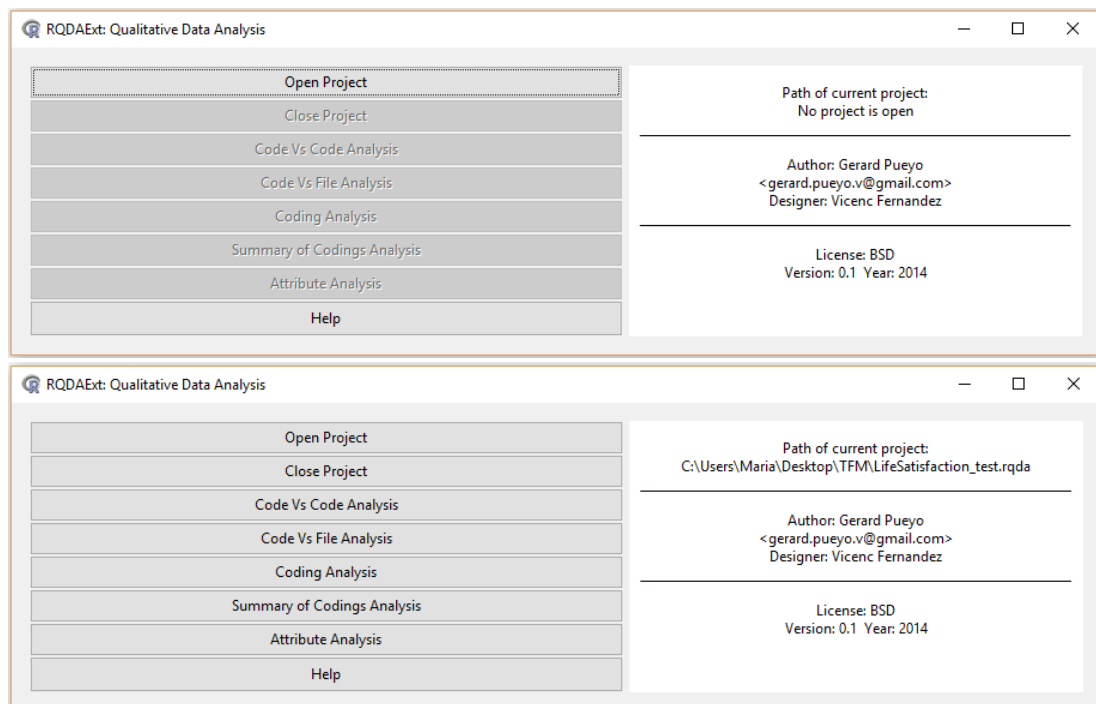 RQDAExt: Qualitative Data Analysis
Open Project
Close Project
Code Vs Code Analysis
Code Vs File Analysis
Coding Analysis
Summary of Codings Analysis
Attribute Analysis
Help
Path of current project:
No project is open
Author: Gerard Pueyo
<gerard.pueyo.v@gmail.com>
Designer: Vicenc Fernandez
License: BSD
Version: 0.1 Year: 2014
RQDAExt: Qualitative Data Analysis
Open Project
Close Project
Code Vs Code Analysis
Code Vs File Analysis
Coding Analysis
Summary of Codings Analysis
Attribute Analysis
Help
Path of current project:
C:\Users\Maria\Desktop\TFM\LifeSatisfaction_test.rqda
Author: Gerard Pueyo
<gerard.pueyo.v@gmail.com>
Designer: Vicenc Fernandez
License: BSD
Version: 0.1 Year: 2014